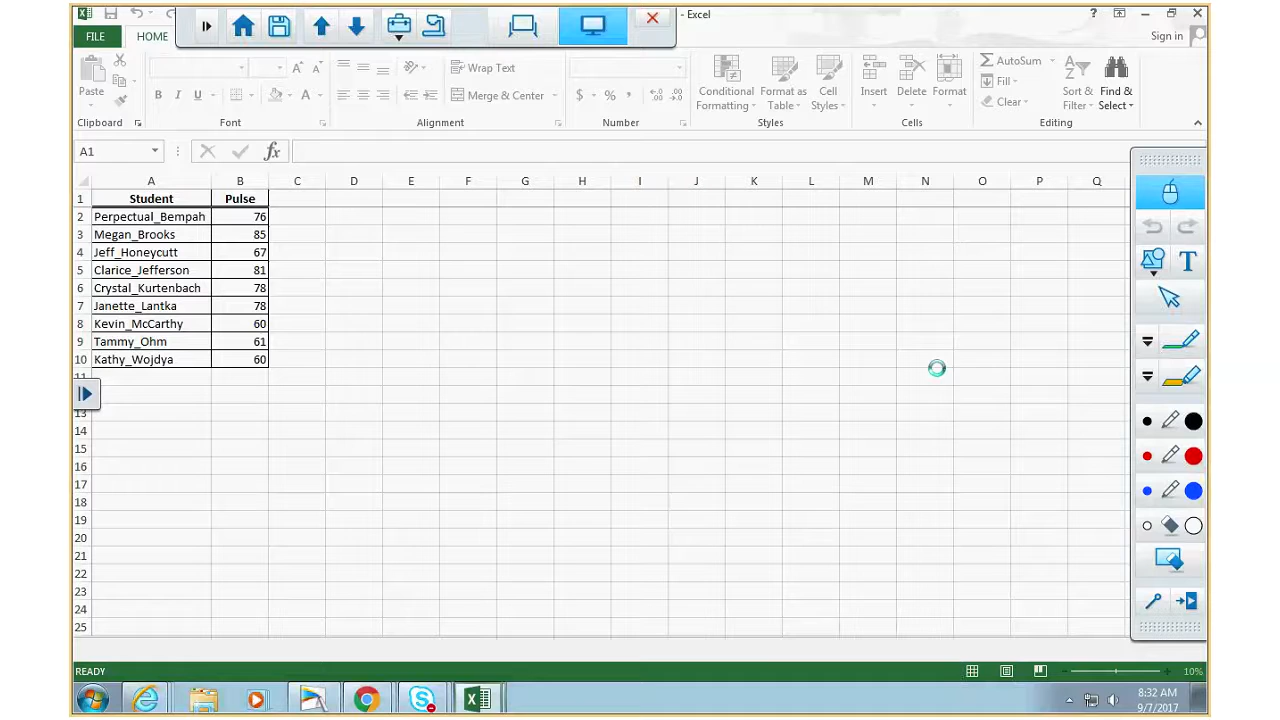 - Excel
?
Sign in
FILE
HOME
Paste
Clipboard
B I U
A
Font
Wrap Text
Merge & Center
Alignment
$ % ,
Number
Conditional
Formatting
Format as
Table
Cell
Styles
Styles
Insert
Delete
Format
Cells
AutoSum
Fill
Clear
Sort &
Filter
Find &
Select
Editing
A1
fx
A B C D E F G H I J K L M N O P Q
1 Student Pulse
2 Perpectual_Bempah 76
3 Megan_Brooks 85
4 Jeff_Honeycutt 67
5 Clarice_Jefferson 81
6 Crystal_Kurtenbach 78
7 Janette_Lantka 78
8 Kevin_McCarthy 60
9 Tammy_Ohm 61
10 Kathy_Wojdya 60
13
14
15
16
17
18
19
20
21
22
23
24
25
T
READY
10%
8:32 AM
9/7/2017